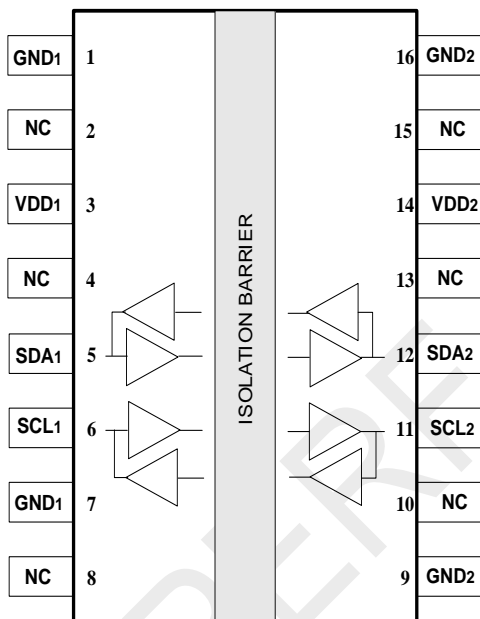 GND1 1 16 GND2
NC 2 15 NC
VDD1 3 14 VDD2
NC 4 13 NC
ISOLATION BARRIER
SDA1 5 12 SDA2
SCL1 6 11 SCL2
GND1 7 10 NC
NC 8 9 GND2